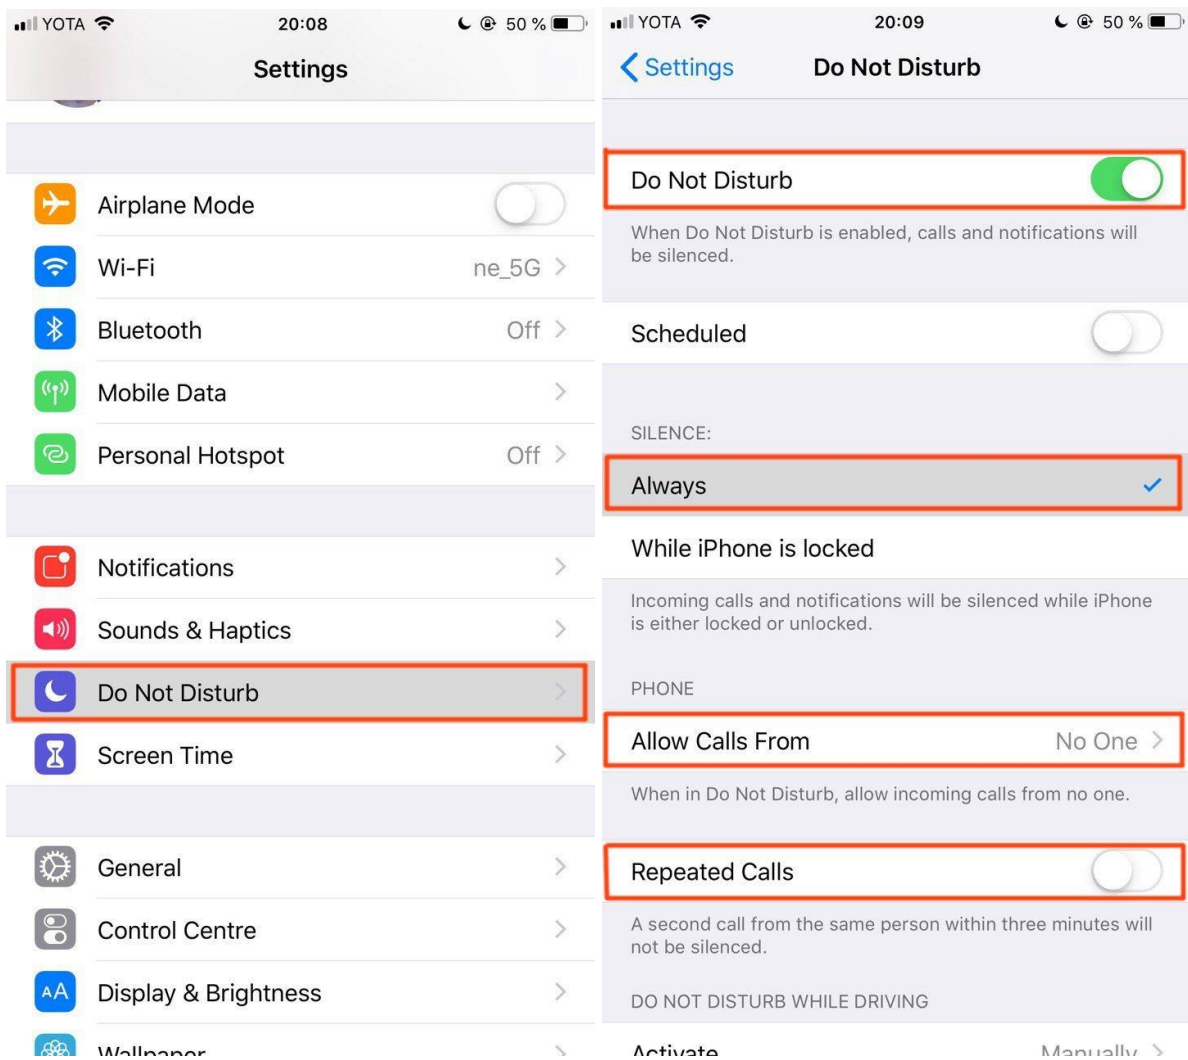 YOTA 20:08 50 %
Settings
Airplane Mode
Wi-Fi ne_5G
Bluetooth Off
Mobile Data
Personal Hotspot Off
Notifications
Sounds & Haptics
Do Not Disturb
Screen Time
General
Control Centre
AA Display & Brightness
Wallpaper
YOTA 20:09 50 %
Settings Do Not Disturb
Do Not Disturb
When Do Not Disturb is enabled, calls and notifications will
be silenced.
Scheduled
SILENCE:
Always
While iPhone is locked
Incoming calls and notifications will be silenced while iPhone
is either locked or unlocked.
PHONE
Allow Calls From No One
When in Do Not Disturb, allow incoming calls from no one.
Repeated Calls
A second call from the same person within three minutes will
not be silenced.
DO NOT DISTURB WHILE DRIVING
Activate Manually